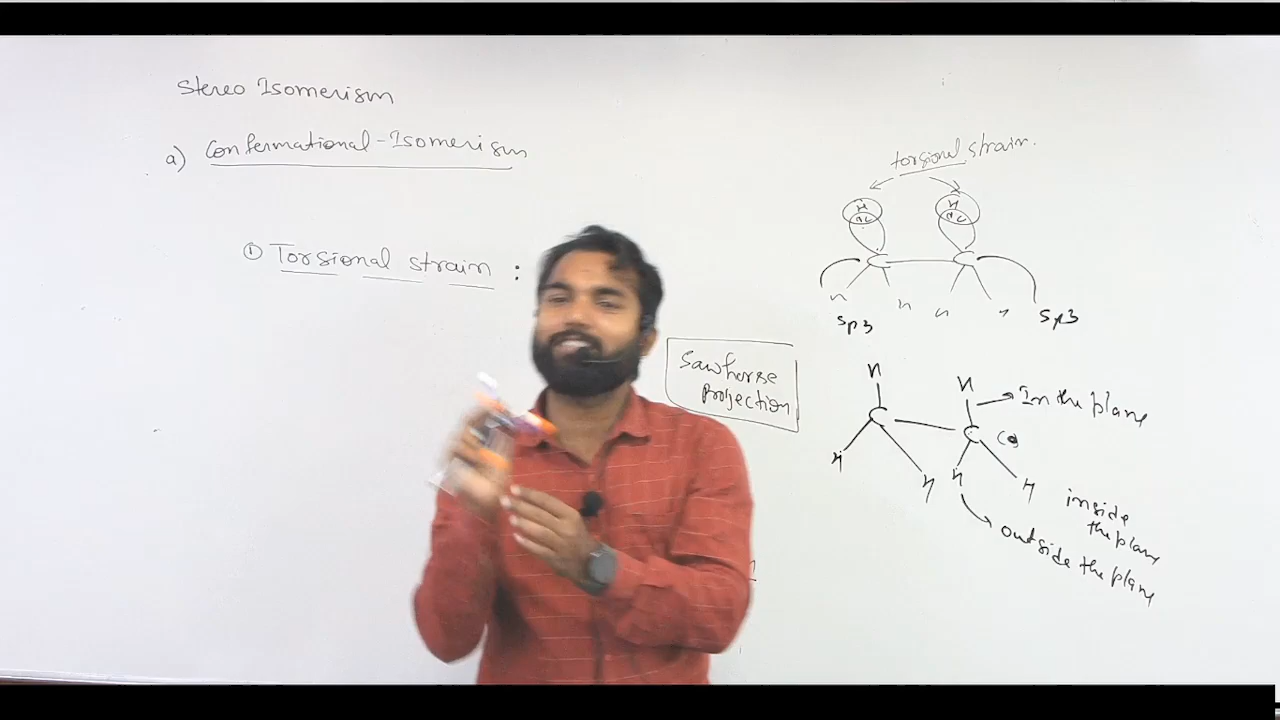 Stereo Isomerism
a) Conformational-Isomerism
① Torsional strain :
torsional strain.
H H
C C
sp3 sp3
Sawhorse
projection
H H → In the plane
C C
H H H H
inside
the plane
outside the plane